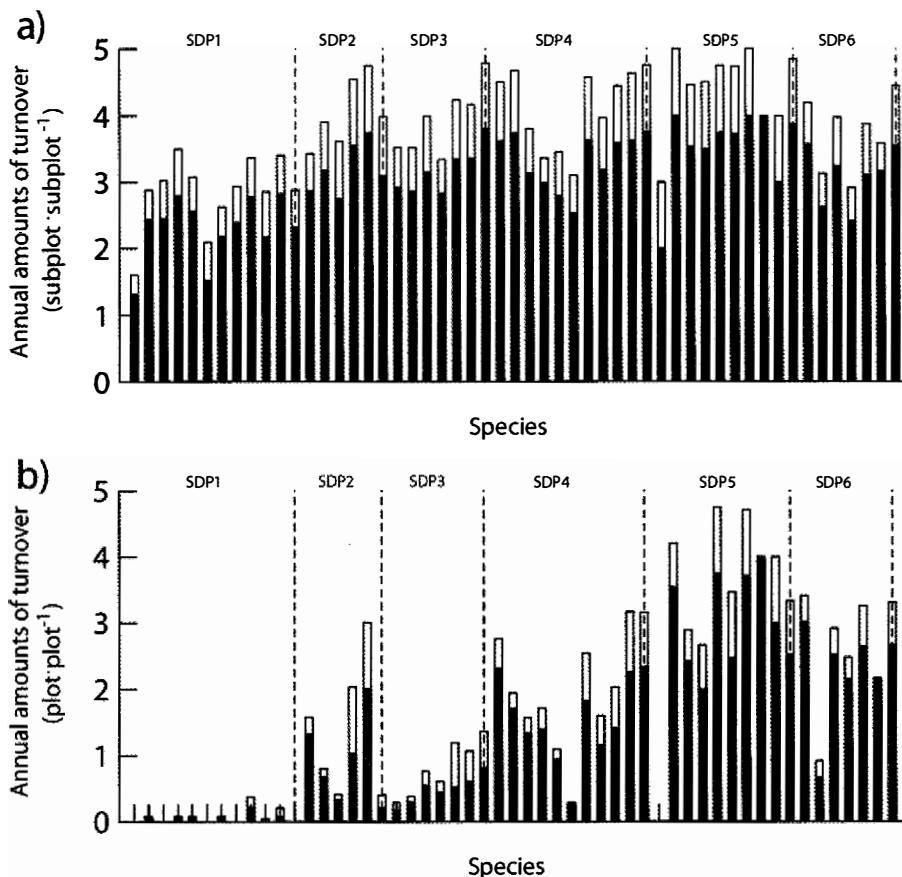 a)
SDP1 SDP2 SDP3 SDP4 SDP5 SDP6
Annual amounts of turnover
(subplot·subplot⁻¹)
5
4
3
2
1
0
Species
b)
SDP1 SDP2 SDP3 SDP4 SDP5 SDP6
Annual amounts of turnover
(plot·plot⁻¹)
5
4
3
2
1
0
Species